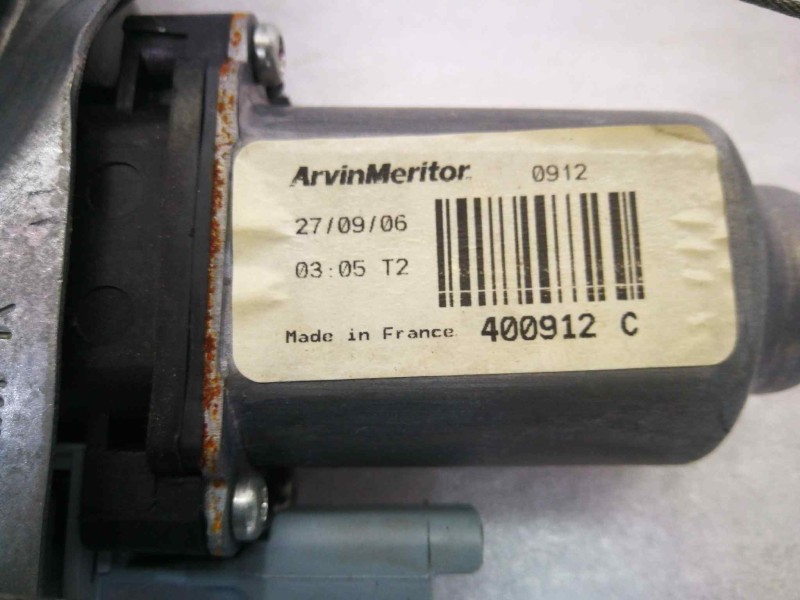 ArvinMeritor 0912
27/09/06
03:05 T2
Made in France 400912 C